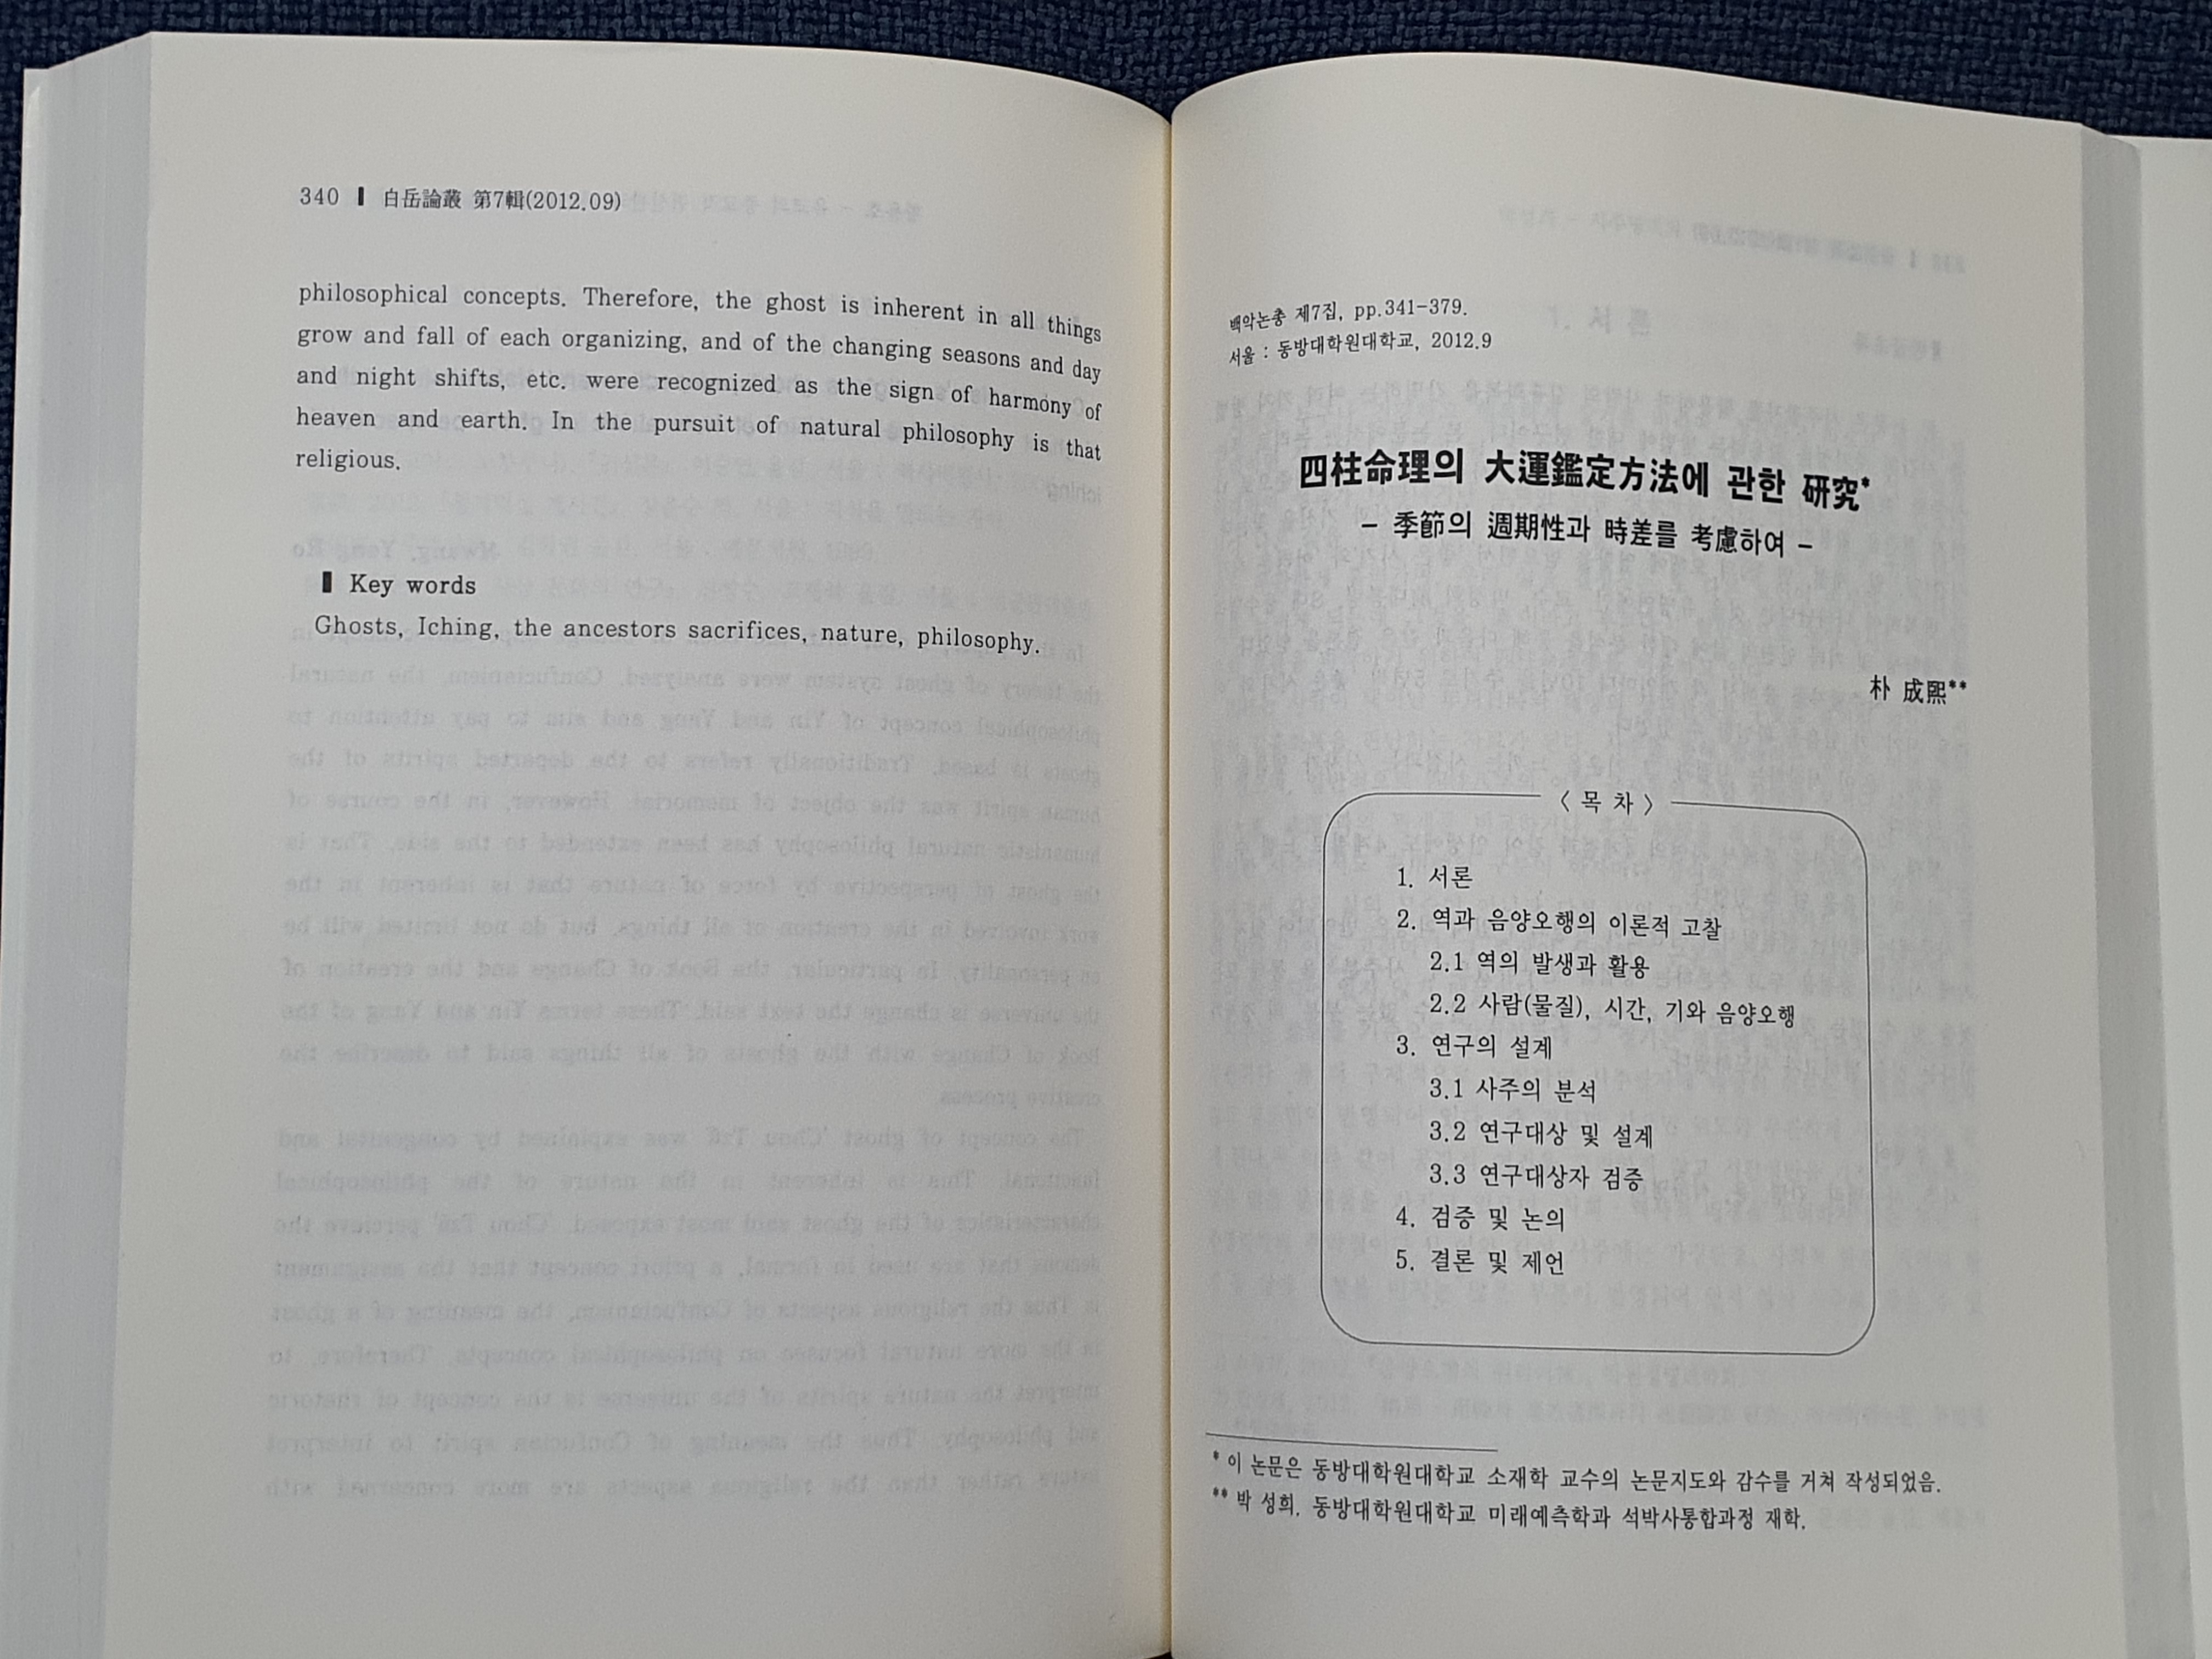 340 ▌ 白岳論叢 第7輯(2012.09)
philosophical concepts. Therefore, the ghost is inherent in all things
grow and fall of each organizing, and of the changing seasons and day
and night shifts, etc. were recognized as the sign of harmony of
heaven and earth. In the pursuit of natural philosophy is that
religious.
▌ Key words
Ghosts, Iching, the ancestors sacrifices, nature, philosophy.
백악논총 제7집, pp.341-379.
서울 : 동방대학원대학교, 2012.9
四柱命理의 大運鑑定方法에 관한 研究*
- 季節의 週期性과 時差를 考慮하여 -
朴 成熙**
〈 목 차 〉
1. 서론
2. 역과 음양오행의 이론적 고찰
2.1 역의 발생과 활용
2.2 사람(물질), 시간, 기와 음양오행
3. 연구의 설계
3.1 사주의 분석
3.2 연구대상 및 설계
3.3 연구대상자 검증
4. 검증 및 논의
5. 결론 및 제언
* 이 논문은 동방대학원대학교 소재학 교수의 논문지도와 감수를 거쳐 작성되었음.
** 박 성희. 동방대학원대학교 미래예측학과 석박사통합과정 재학.